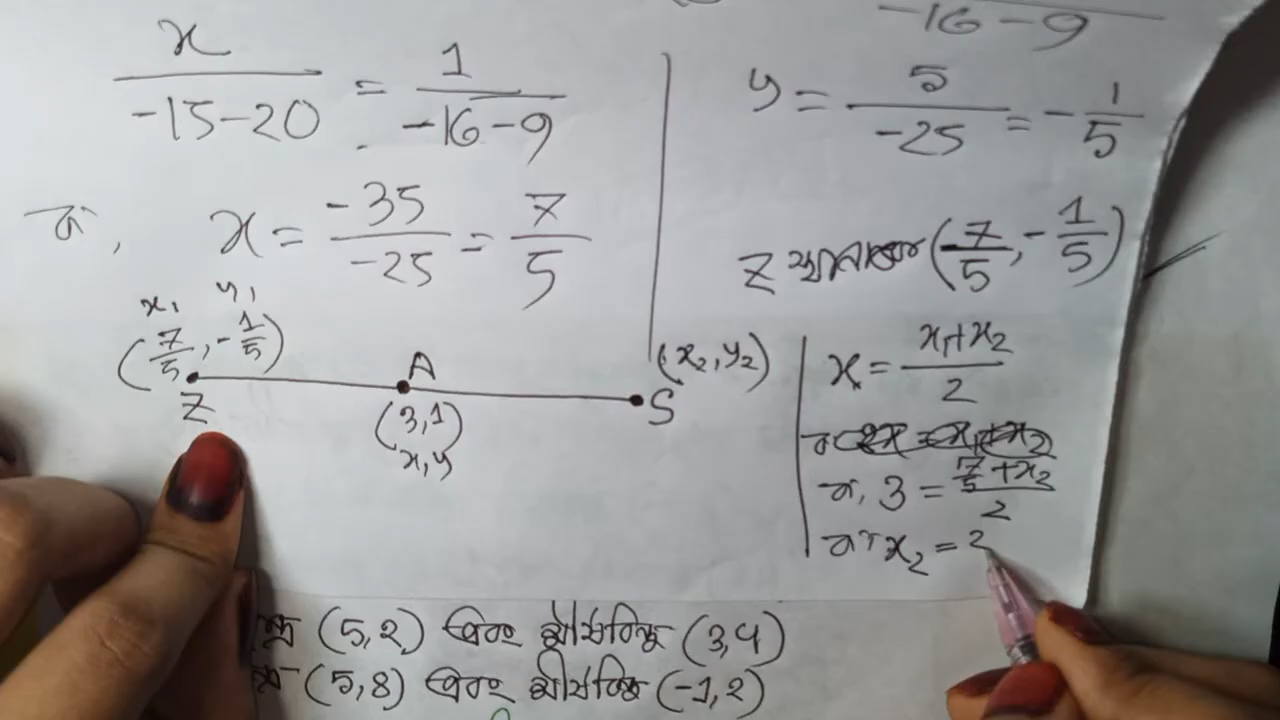 x / (-15-20) = 1 / (-16-9)
বা, x = -35 / -25 = 7/5
-16-9
y = 5 / -25 = -1/5
Z স্থানাঙ্ক (7/5, -1/5)
x₁ y₁
(7/5, -1/5)
Z
A
(3,1)
x,y
(x₂, y₂)
S
x = (x₁+x₂) / 2
বা, 3 = (7/5 + x₂) / 2
বা x₂ = 2
(5,2) এবং শীর্ষবিন্দু (3,4)
(5,8) এবং শীর্ষবিন্দু (-1,2)